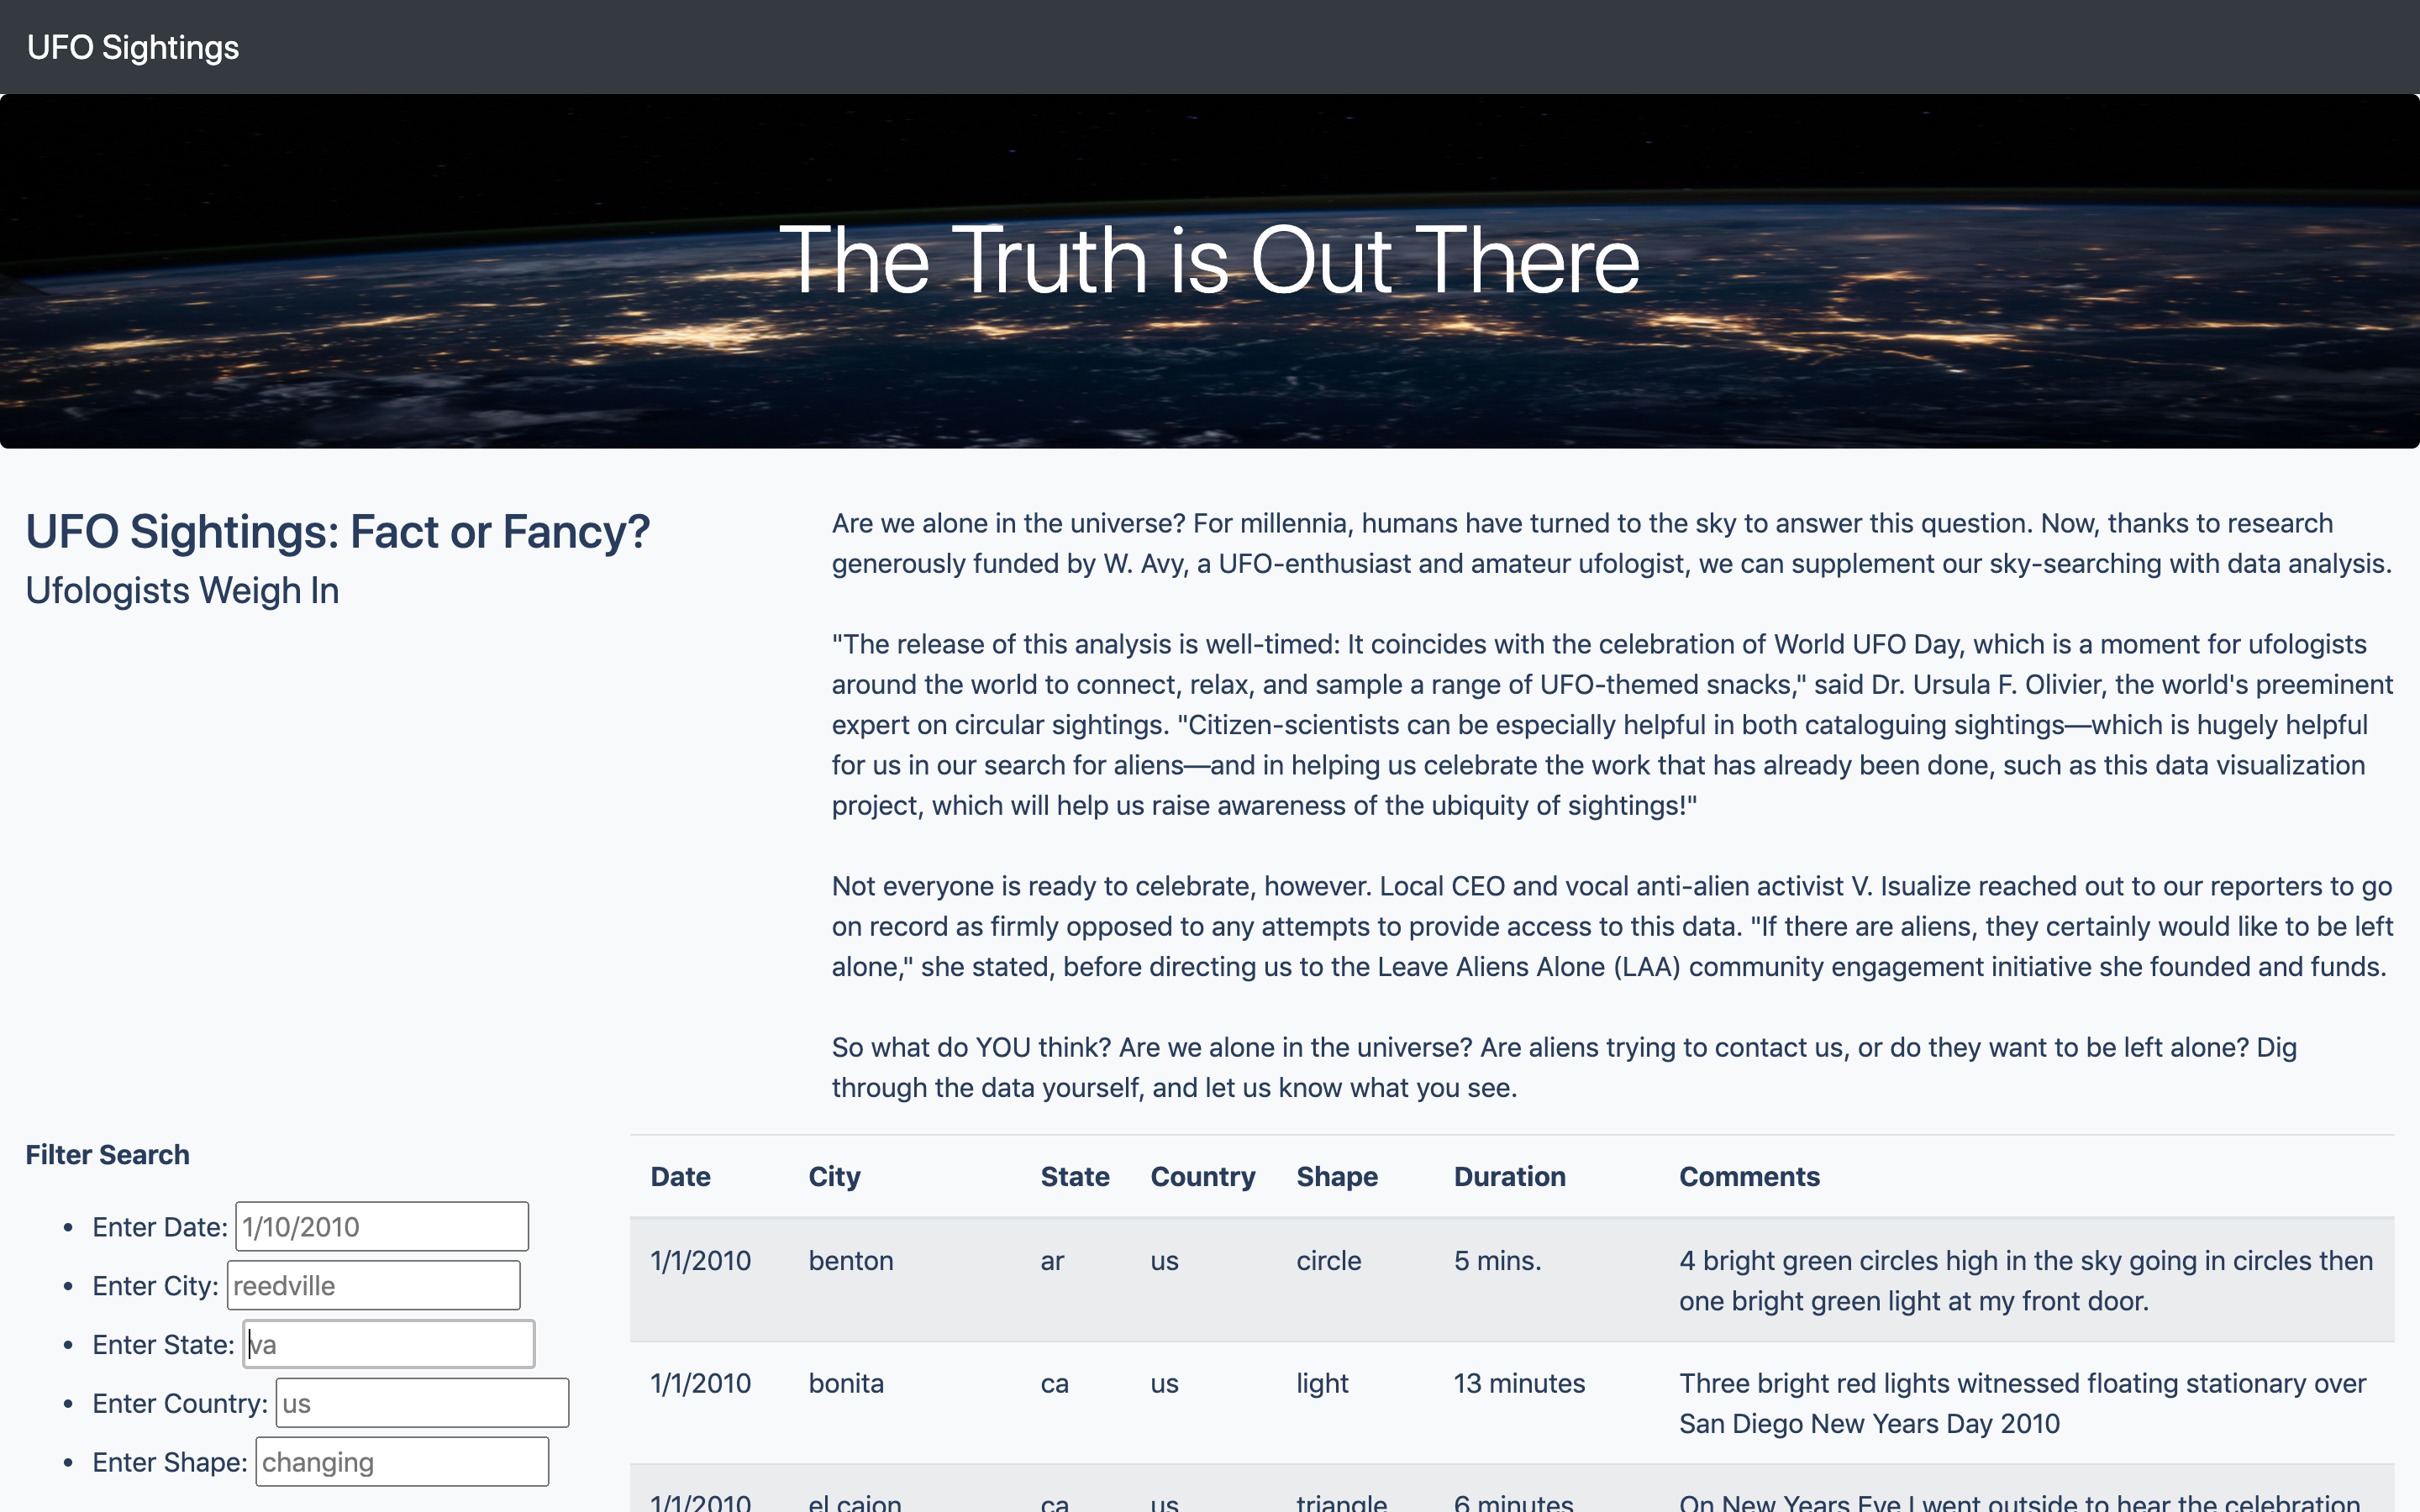 UFO Sightings
The Truth is Out There
UFO Sightings: Fact or Fancy?
Ufologists Weigh In
Are we alone in the universe? For millennia, humans have turned to the sky to answer this question. Now, thanks to research
generously funded by W. Avy, a UFO-enthusiast and amateur ufologist, we can supplement our sky-searching with data analysis.
"The release of this analysis is well-timed: It coincides with the celebration of World UFO Day, which is a moment for ufologists
around the world to connect, relax, and sample a range of UFO-themed snacks," said Dr. Ursula F. Olivier, the world's preeminent
expert on circular sightings. "Citizen-scientists can be especially helpful in both cataloguing sightings—which is hugely helpful
for us in our search for aliens—and in helping us celebrate the work that has already been done, such as this data visualization
project, which will help us raise awareness of the ubiquity of sightings!"
Not everyone is ready to celebrate, however. Local CEO and vocal anti-alien activist V. Isualize reached out to our reporters to go
on record as firmly opposed to any attempts to provide access to this data. "If there are aliens, they certainly would like to be left
alone," she stated, before directing us to the Leave Aliens Alone (LAA) community engagement initiative she founded and funds.
So what do YOU think? Are we alone in the universe? Are aliens trying to contact us, or do they want to be left alone? Dig
through the data yourself, and let us know what you see.
Filter Search
Enter Date: 1/10/2010
Enter City: reedville
Enter State: va
Enter Country: us
Enter Shape: changing
Date City State Country Shape Duration Comments
1/1/2010 benton ar us circle 5 mins. 4 bright green circles high in the sky going in circles then
one bright green light at my front door.
1/1/2010 bonita ca us light 13 minutes Three bright red lights witnessed floating stationary over
San Diego New Years Day 2010
1/1/2010 el cajon ca us triangle 6 minutes On New Years Eve I went outside to hear the celebration